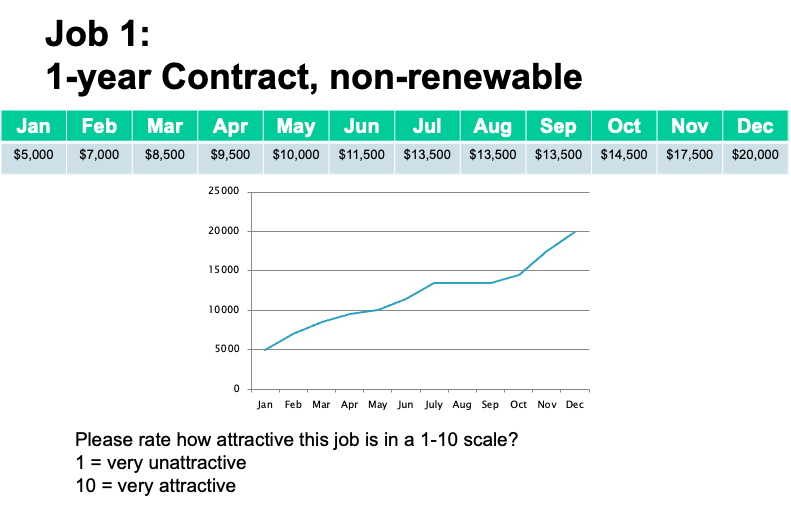 Job 1:
1-year Contract, non-renewable
Jan Feb Mar Apr May Jun Jul Aug Sep Oct Nov Dec
$5,000 $7,000 $8,500 $9,500 $10,000 $11,500 $13,500 $13,500 $13,500 $14,500 $17,500 $20,000
25000
20000
15000
10000
5000
0
Jan Feb Mar Apr May Jun July Aug Sep Oct Nov Dec
Please rate how attractive this job is in a 1-10 scale?
1 = very unattractive
10 = very attractive